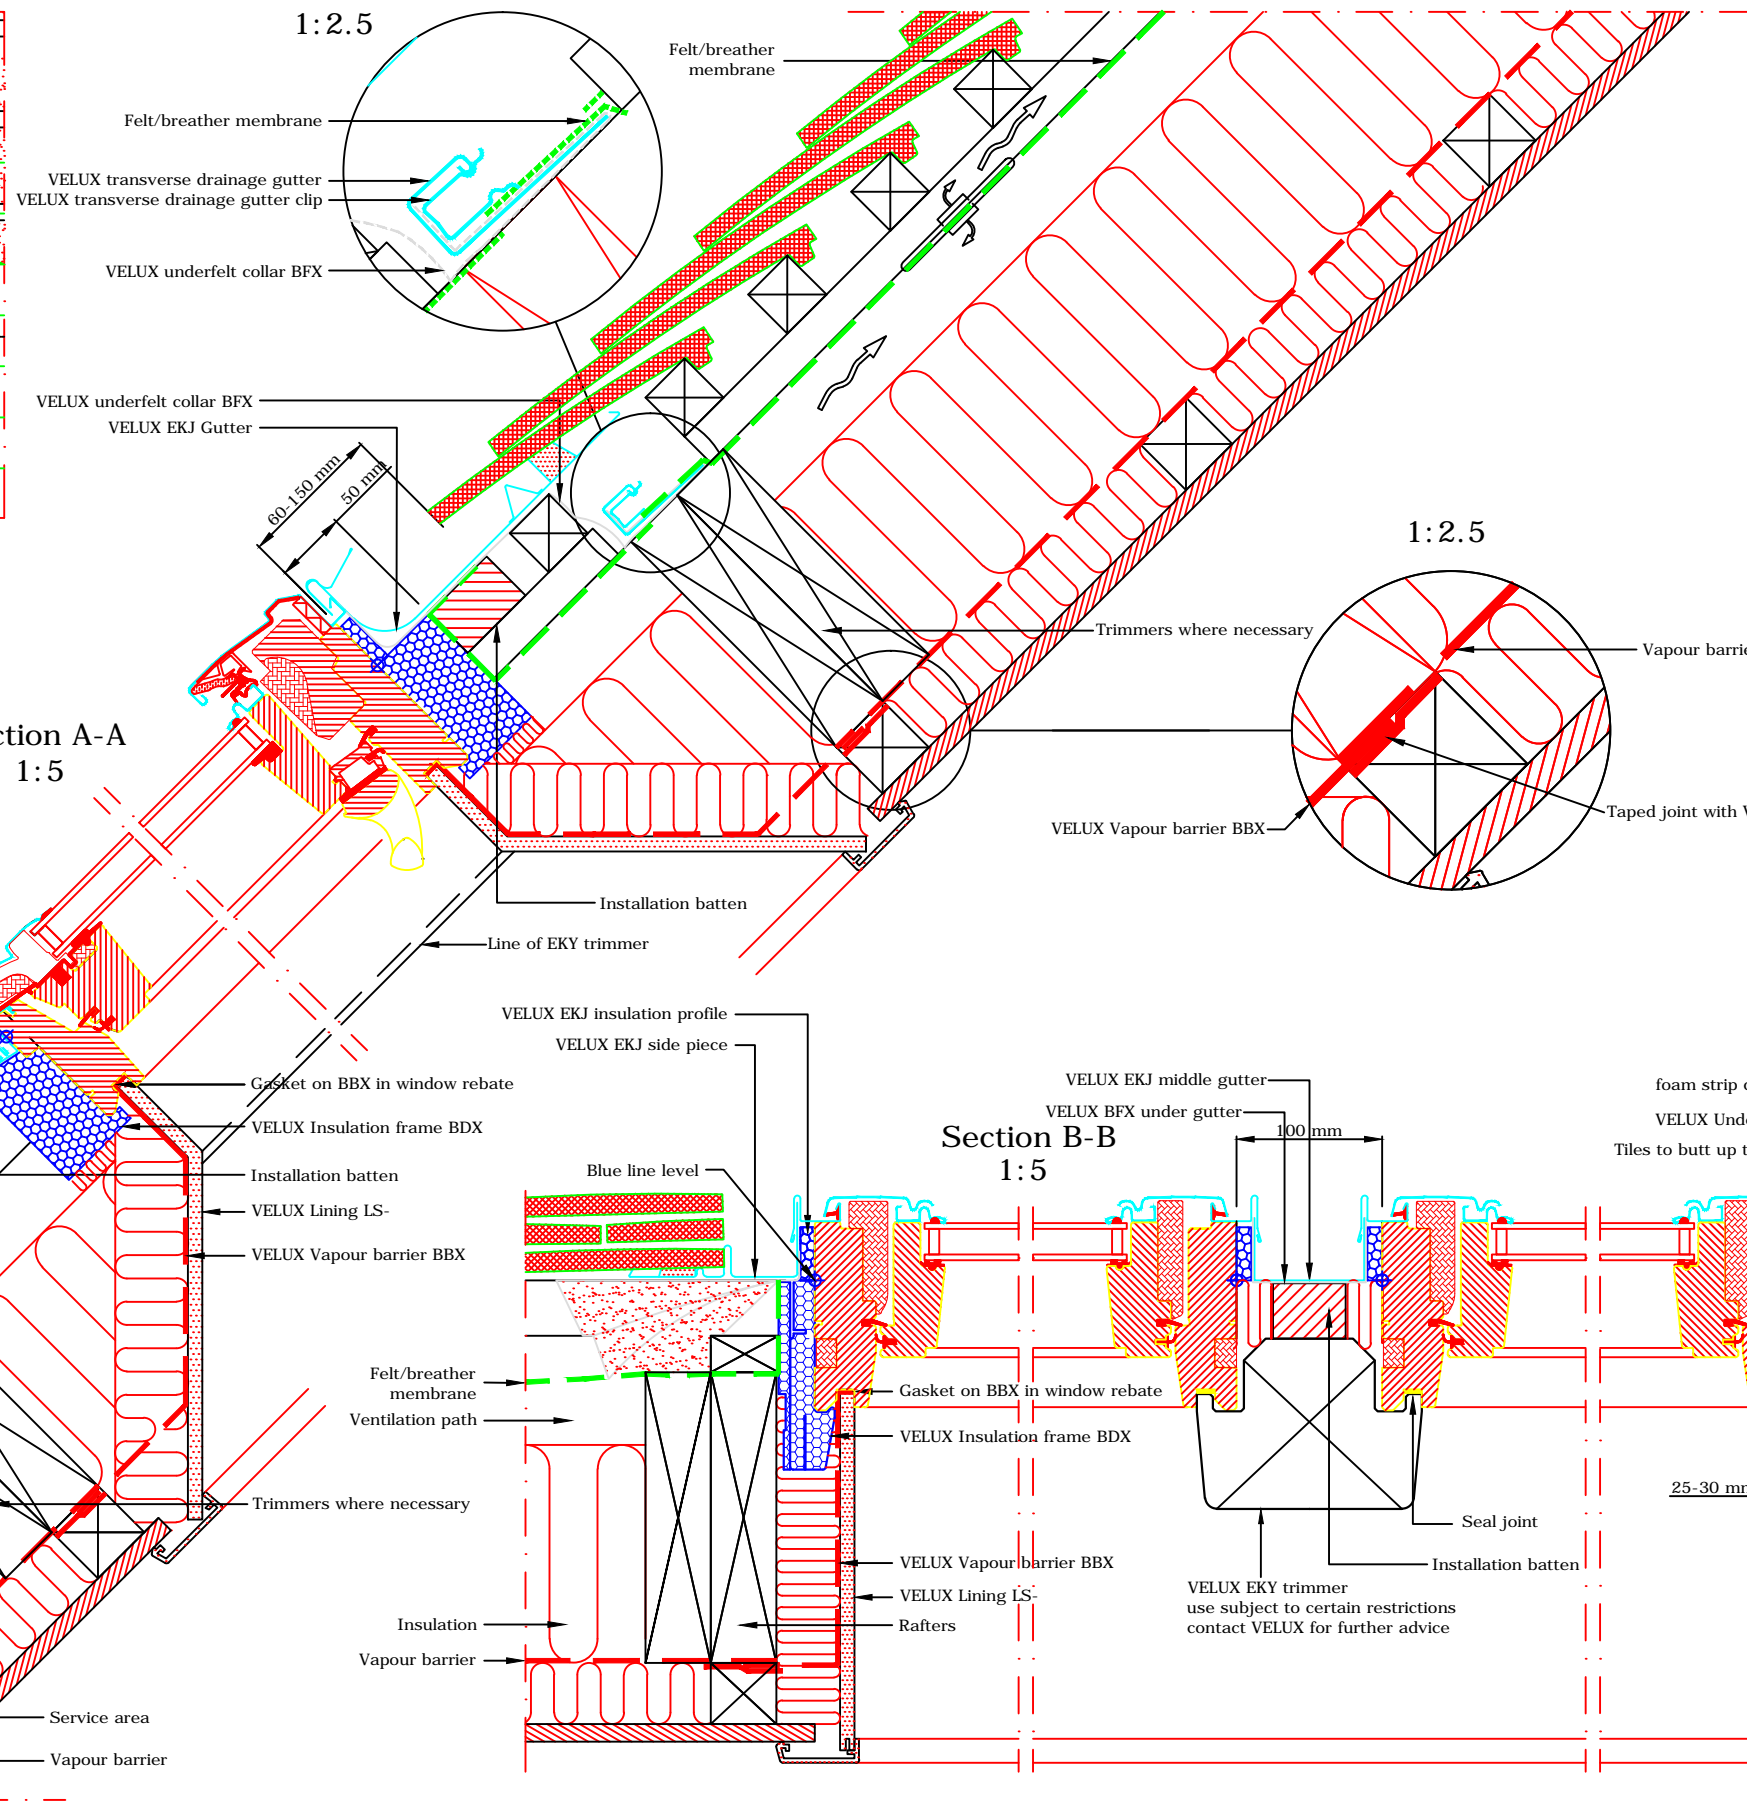 1:2.5
Felt/breather
membrane
Felt/breather membrane
VELUX transverse drainage gutter
VELUX transverse drainage gutter clip
VELUX underfelt collar BFX
VELUX underfelt collar BFX
VELUX EKJ Gutter
60-150 mm
50 mm
1:2.5
Trimmers where necessary
Vapour barrie
ction A-A
1:5
Taped joint with
VELUX Vapour barrier BBX
Installation batten
Line of EKY trimmer
VELUX EKJ insulation profile
VELUX EKJ side piece
Gasket on BBX in window rebate
VELUX EKJ middle gutter
foam strip
VELUX BFX under gutter
VELUX Insulation frame BDX
Section B-B
1:5
100 mm
VELUX Und
Tiles to butt up t
Installation batten
Blue line level
VELUX Lining LS-
VELUX Vapour barrier BBX
Felt/breather
membrane
Gasket on BBX in window rebate
Ventilation path
VELUX Insulation frame BDX
Trimmers where necessary
25-30 mm
Seal joint
VELUX Vapour barrier BBX
Installation batten
VELUX Lining LS-
VELUX EKY trimmer
use subject to certain restrictions
contact VELUX for further advice
Insulation
Rafters
Vapour barrier
Service area
Vapour barrier